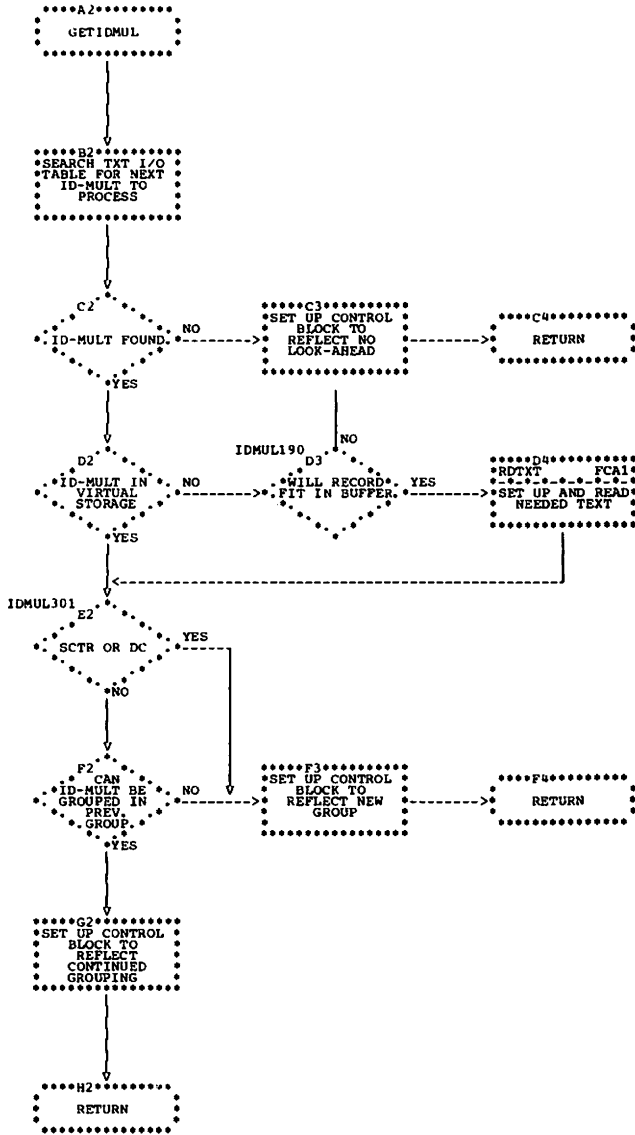 A2
GETIDMUL
B2
SEARCH TXT I/O
TABLE FOR NEXT
ID-MULT TO
PROCESS
C2
ID-MULT FOUND
NO
YES
C3
SET UP CONTROL
BLOCK TO
REFLECT NO
LOOK-AHEAD
C4
RETURN
D2
ID-MULT IN
VIRTUAL
STORAGE
NO
YES
IDMUL190
D3
WILL RECORD
FIT IN BUFFER
NO
YES
D4
RDTXT FCA1
SET UP AND READ
NEEDED TEXT
IDMUL301
E2
SCTR OR DC
YES
NO
F2
CAN
ID-MULT BE
GROUPED IN
PREV.
GROUP
NO
YES
F3
SET UP CONTROL
BLOCK TO
REFLECT NEW
GROUP
F4
RETURN
G2
SET UP CONTROL
BLOCK TO
REFLECT
CONTINUED
GROUPING
H2
RETURN